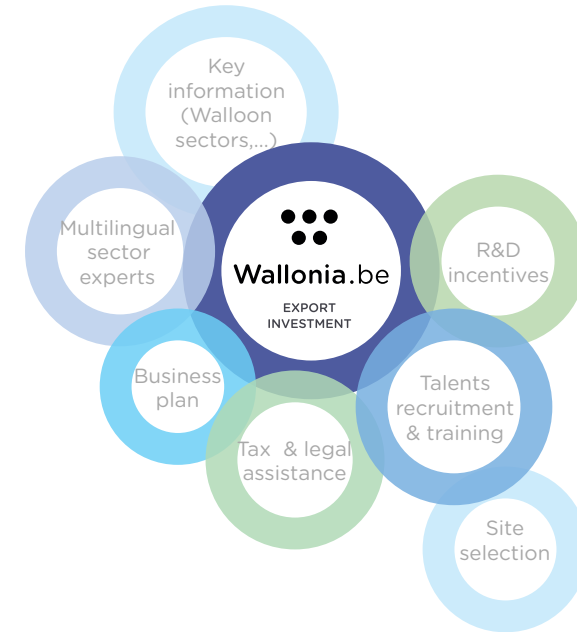 Key
information
(Walloon
sectors,...)
Multilingual
sector
experts
Wallonia.be
EXPORT
INVESTMENT
R&D
incentives
Business
plan
Talents
recruitment
& training
Tax & legal
assistance
Site
selection